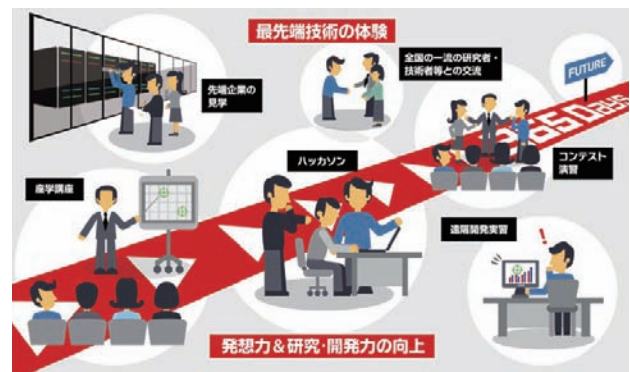 最先端技術の体験
先端企業の
見学
全国の一流の研究者・
技術者等との交流
FUTURE
365Days
コンテスト
演習
ハッカソン
座学講座
遠隔開発実習
発想力&研究・開発力の向上